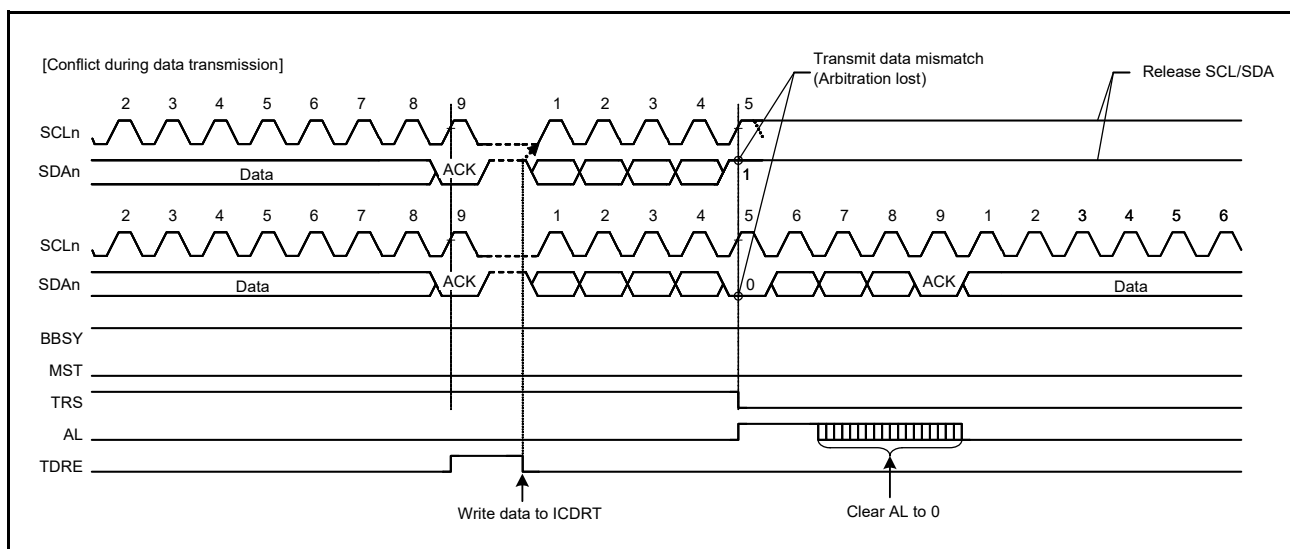 [Conflict during data transmission]
Transmit data mismatch
(Arbitration lost)
Release SCL/SDA
2 3 4 5 6 7 8 9 1 2 3 4 5
SCLn
SDAn Data ACK 1
2 3 4 5 6 7 8 9 1 2 3 4 5 6 7 8 9 1 2 3 4 5 6
SCLn
SDAn Data ACK 0 ACK Data
BBSY
MST
TRS
AL
TDRE
Write data to ICDRT Clear AL to 0